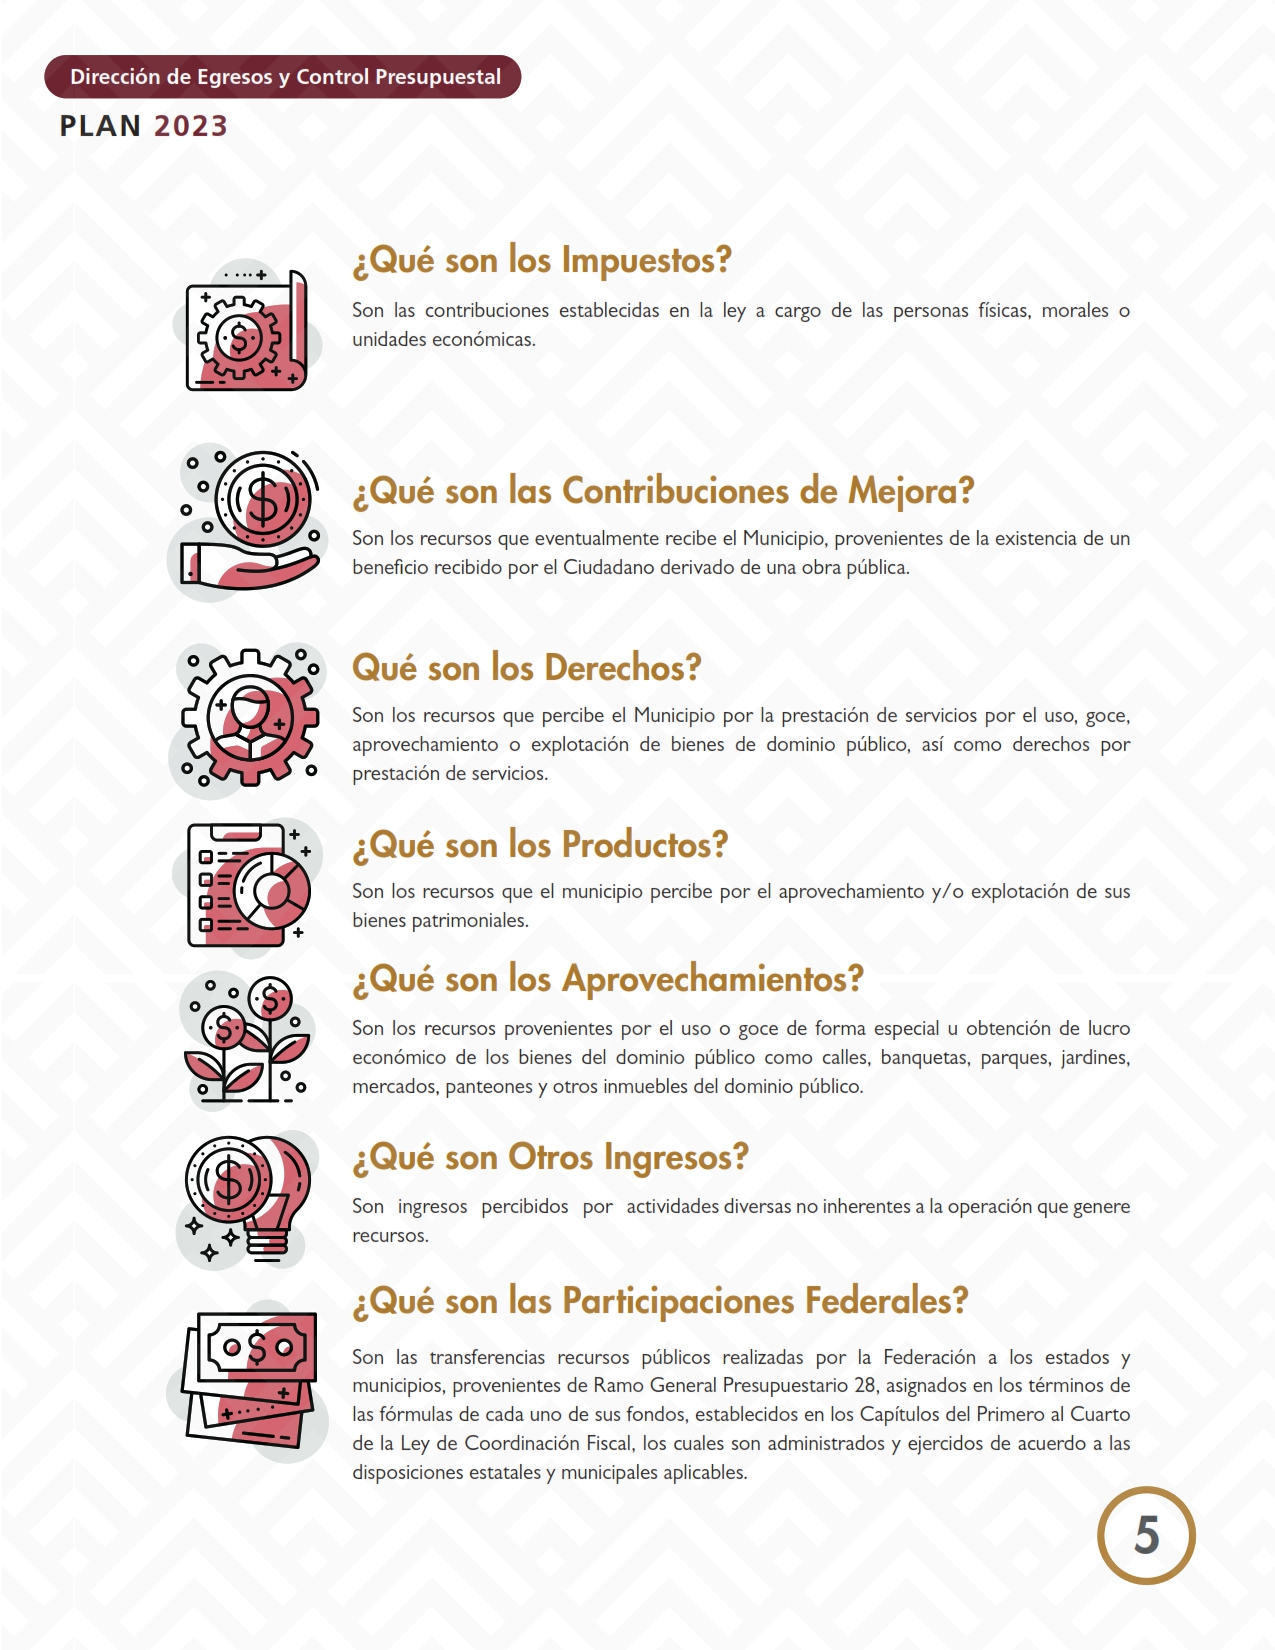 Dirección de Egresos y Control Presupuestal
PLAN 2023
¿Qué son los Impuestos?
Son las contribuciones establecidas en la ley a cargo de las personas físicas, morales o
unidades económicas.
¿Qué son las Contribuciones de Mejora?
Son los recursos que eventualmente recibe el Municipio, provenientes de la existencia de un
beneficio recibido por el Ciudadano derivado de una obra pública.
Qué son los Derechos?
Son los recursos que percibe el Municipio por la prestación de servicios por el uso, goce,
aprovechamiento o explotación de bienes de dominio público, así como derechos por
prestación de servicios.
¿Qué son los Productos?
Son los recursos que el municipio percibe por el aprovechamiento y/o explotación de sus
bienes patrimoniales.
¿Qué son los Aprovechamientos?
Son los recursos provenientes por el uso o goce de forma especial u obtención de lucro
económico de los bienes del dominio público como calles, banquetas, parques, jardines,
mercados, panteones y otros inmuebles del dominio público.
¿Qué son Otros Ingresos?
Son ingresos percibidos por actividades diversas no inherentes a la operación que genere
recursos.
¿Qué son las Participaciones Federales?
Son las transferencias recursos públicos realizadas por la Federación a los estados y
municipios, provenientes de Ramo General Presupuestario 28, asignados en los términos de
las fórmulas de cada uno de sus fondos, establecidos en los Capítulos del Primero al Cuarto
de la Ley de Coordinación Fiscal, los cuales son administrados y ejercidos de acuerdo a las
disposiciones estatales y municipales aplicables.
5